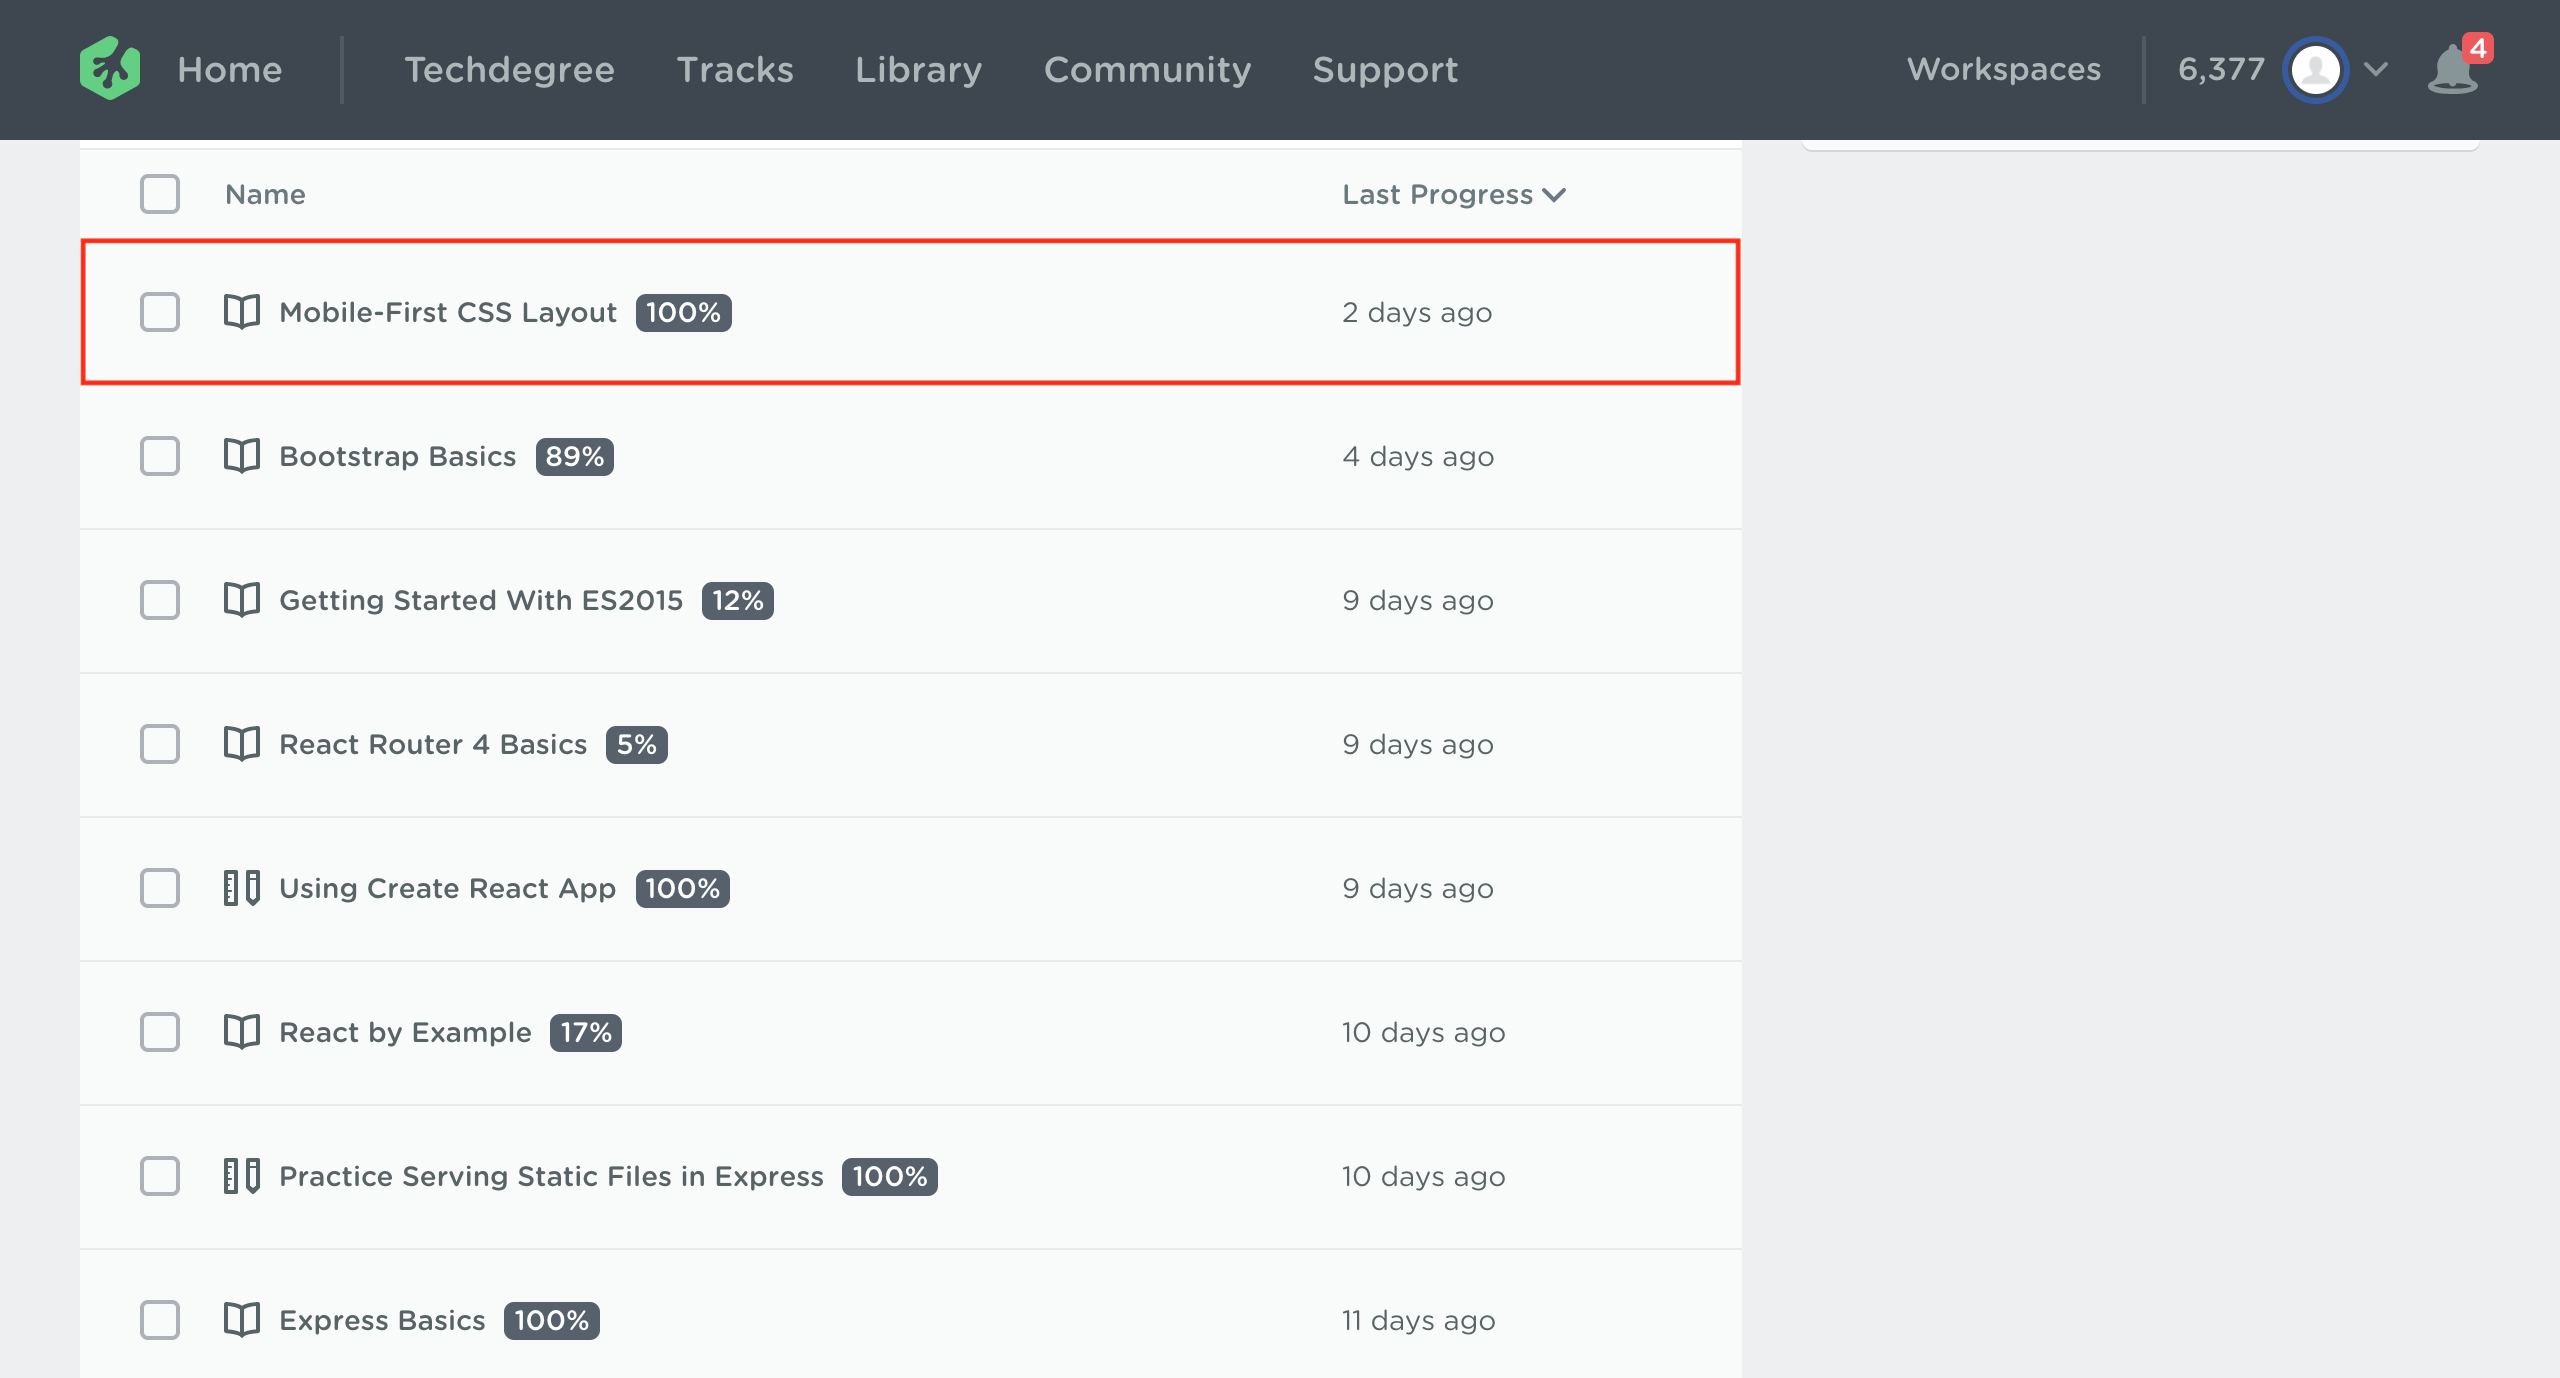 Home Techdegree Tracks Library Community Support Workspaces 6,377 4
Name Last Progress
Mobile-First CSS Layout 100% 2 days ago
Bootstrap Basics 89% 4 days ago
Getting Started With ES2015 12% 9 days ago
React Router 4 Basics 5% 9 days ago
Using Create React App 100% 9 days ago
React by Example 17% 10 days ago
Practice Serving Static Files in Express 100% 10 days ago
Express Basics 100% 11 days ago